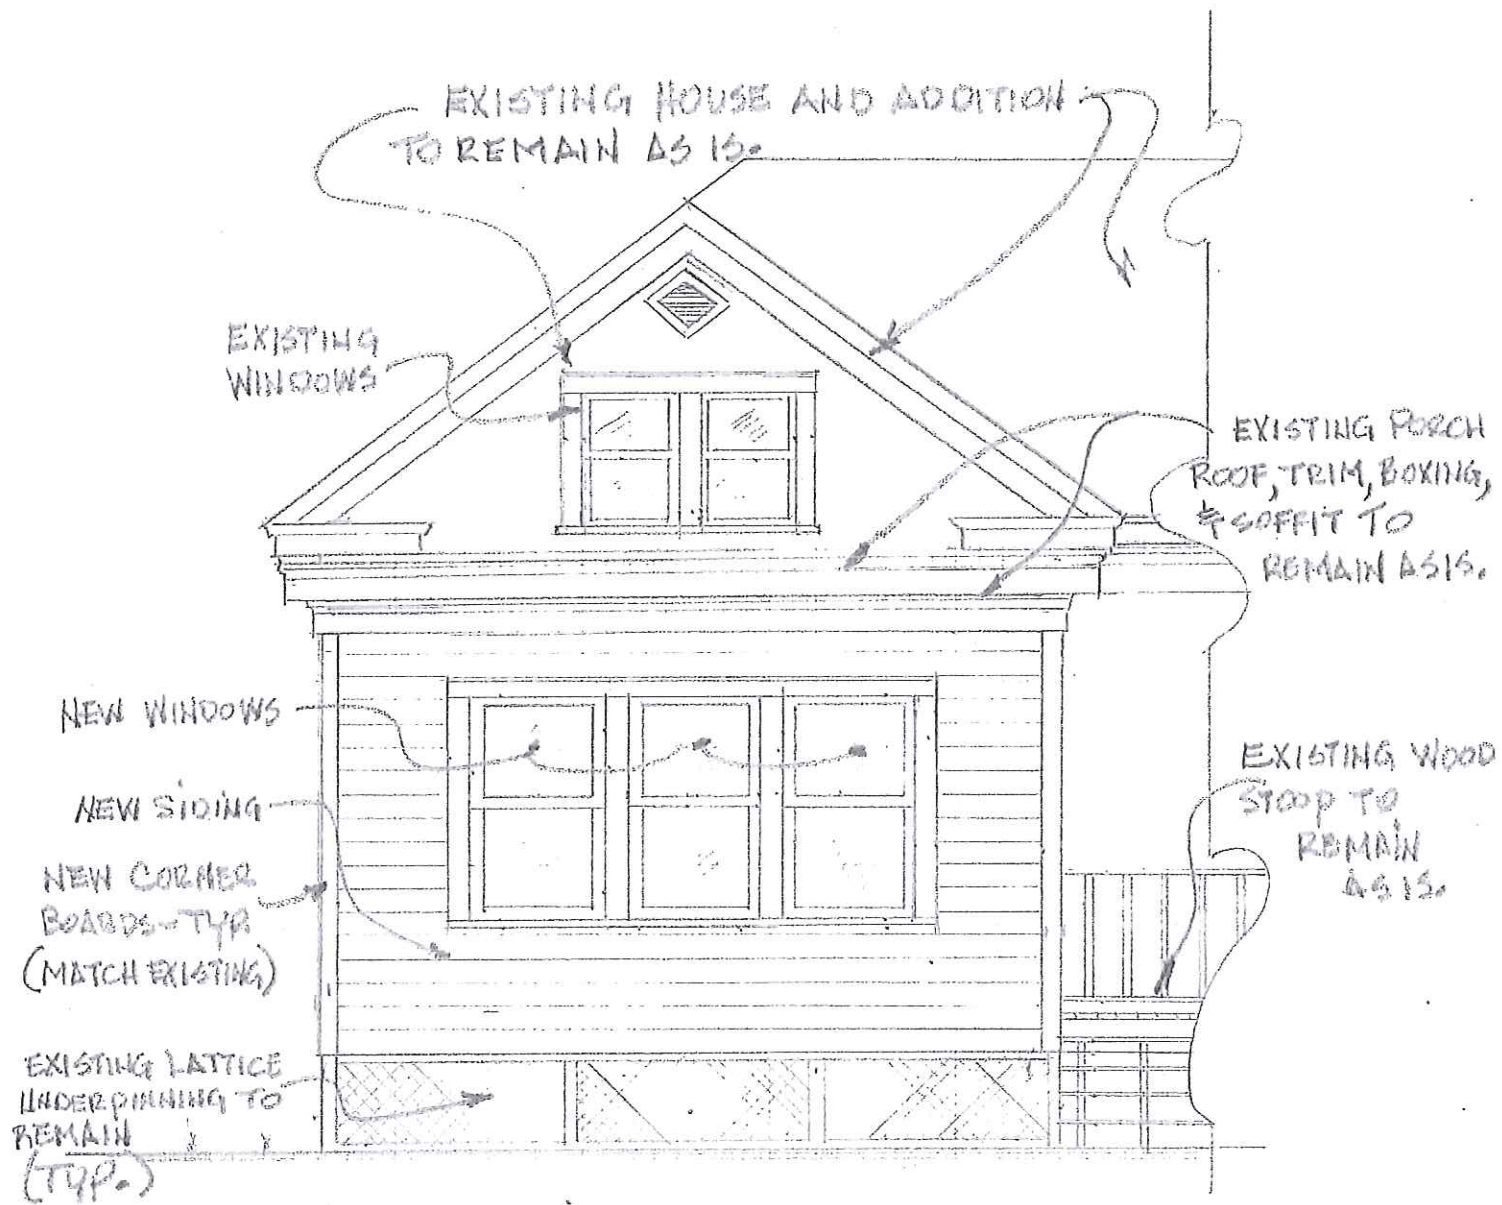 EXISTING HOUSE AND ADDITION
TO REMAIN AS IS.
EXISTING
WINDOWS
EXISTING PORCH
ROOF, TRIM, BOXING,
& SOFFIT TO
REMAIN AS IS.
NEW WINDOWS
NEW SIDING
NEW CORNER
BOARDS-TYP.
(MATCH EXISTING)
EXISTING WOOD
STOOP TO
REMAIN
AS IS.
EXISTING LATTICE
UNDERPINNING TO
REMAIN
(TYP.)